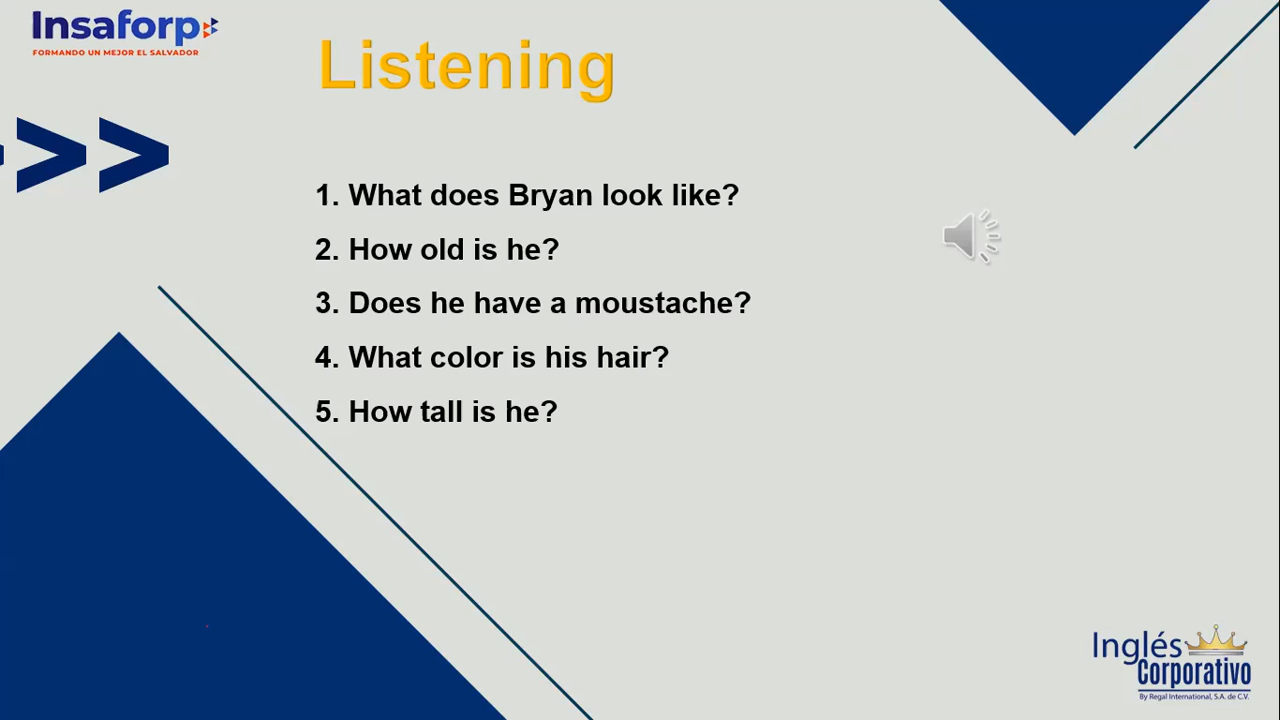 Insaforp
FORMANDO UN MEJOR EL SALVADOR
Listening
>>
1. What does Bryan look like?
2. How old is he?
3. Does he have a moustache?
4. What color is his hair?
5. How tall is he?
Inglés
Corporativo
By Regal International, S.A. de C.V.